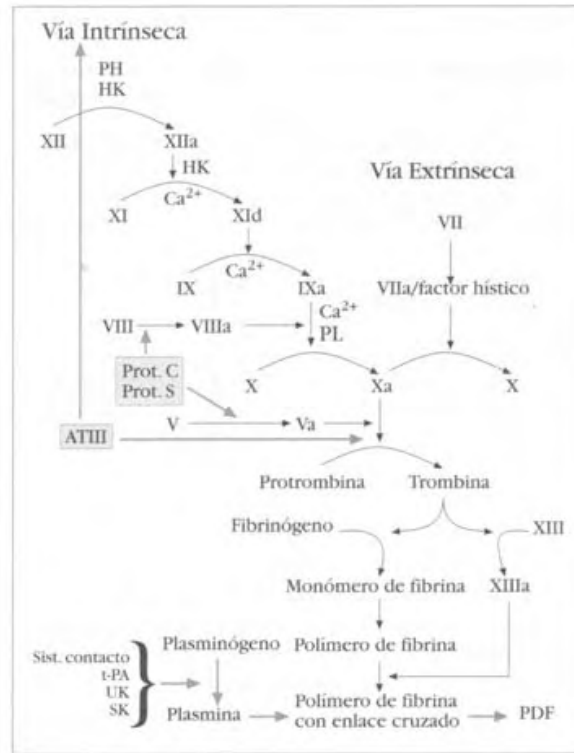 Vía Intrínseca
PH
HK
XII
XIIa
HK
Ca2+
XI
XId
Vía Extrínseca
VII
Ca2+
IX
IXa
VIIa/factor hístico
Ca2+
PL
VIII
VIIIa
X
Xa
X
Prot. C
Prot. S
V
Va
ATIII
Protrombina
Trombina
Fibrinógeno
XIII
Monómero de fibrina
XIIIa
Sist. contacto
t-PA
UK
SK
Plasminógeno
Polímero de fibrina
Plasmina
Polímero de fibrina
con enlace cruzado
PDF